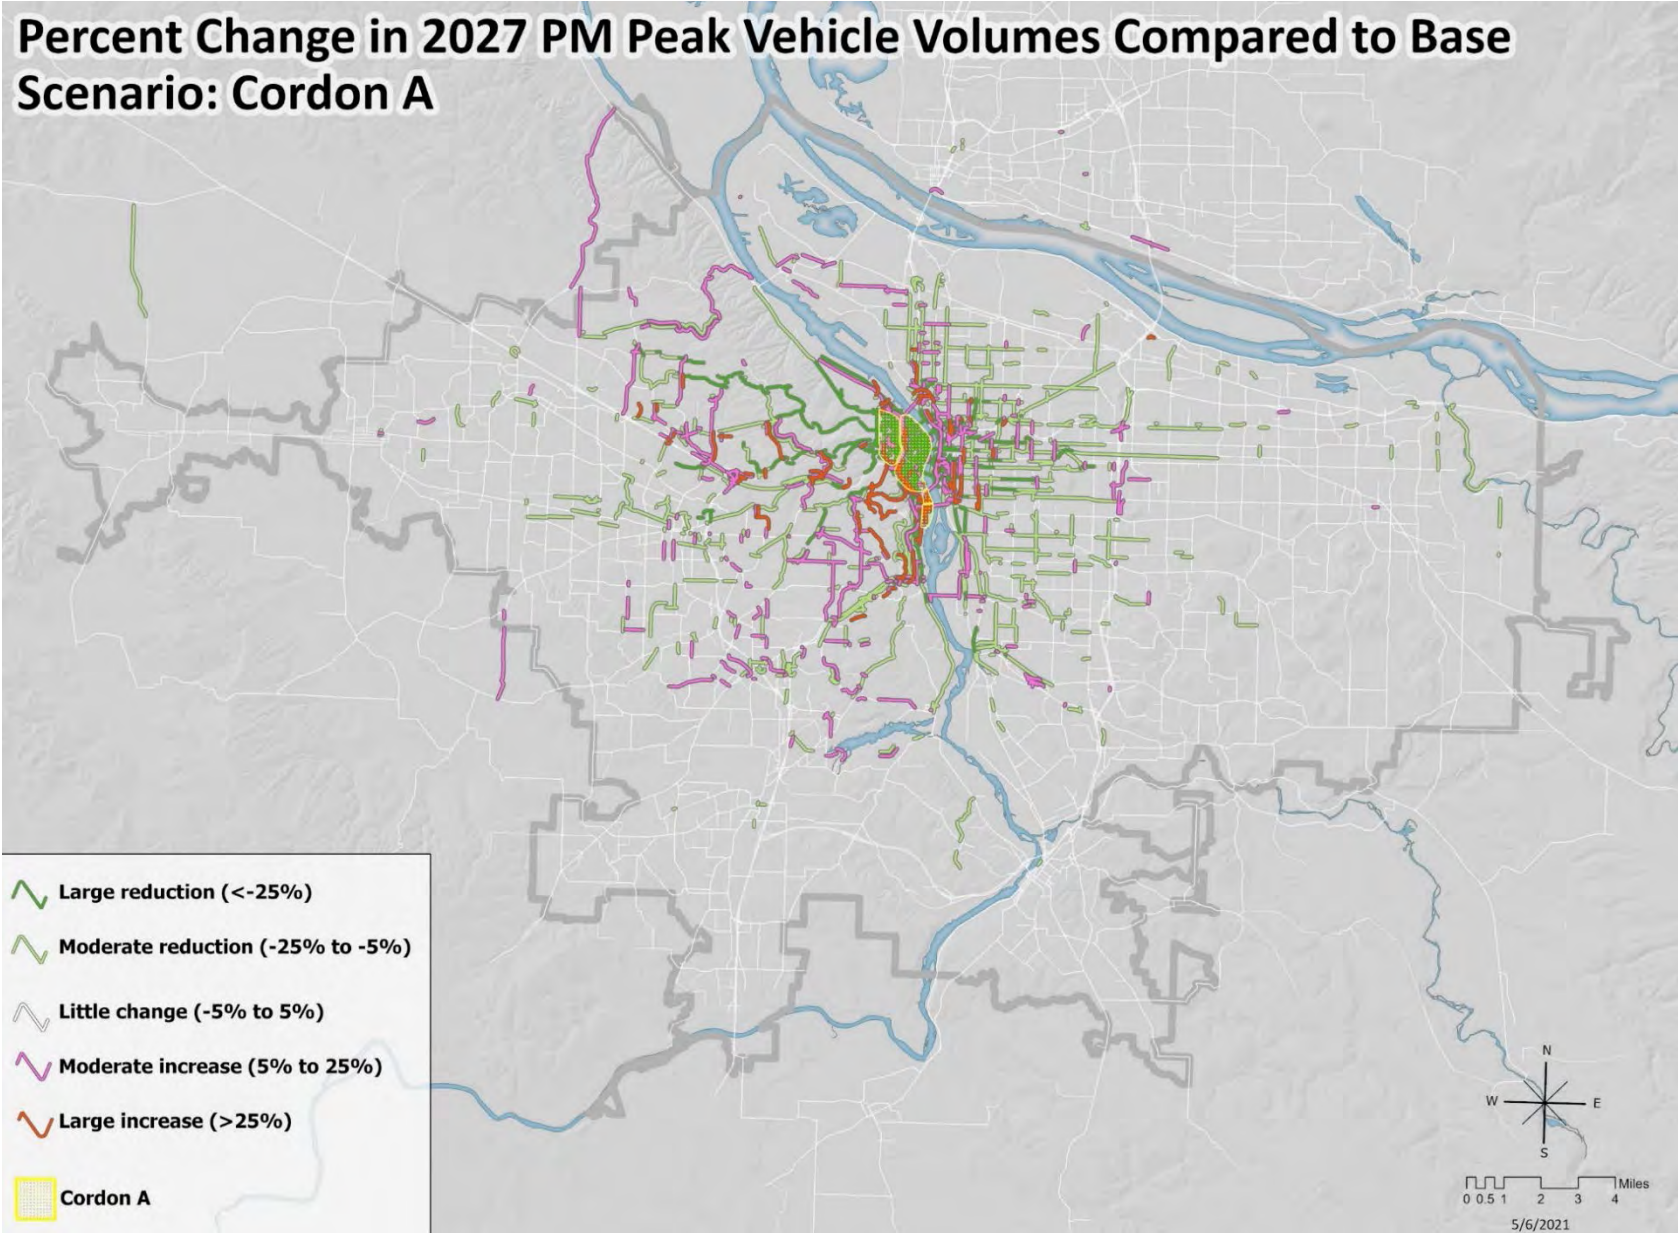 Percent Change in 2027 PM Peak Vehicle Volumes Compared to Base
Scenario: Cordon A
Large reduction (<-25%)
Moderate reduction (-25% to -5%)
Little change (-5% to 5%)
Moderate increase (5% to 25%)
Large increase (>25%)
Cordon A
N
W E
S
Miles
0 0.5 1 2 3 4
5/6/2021